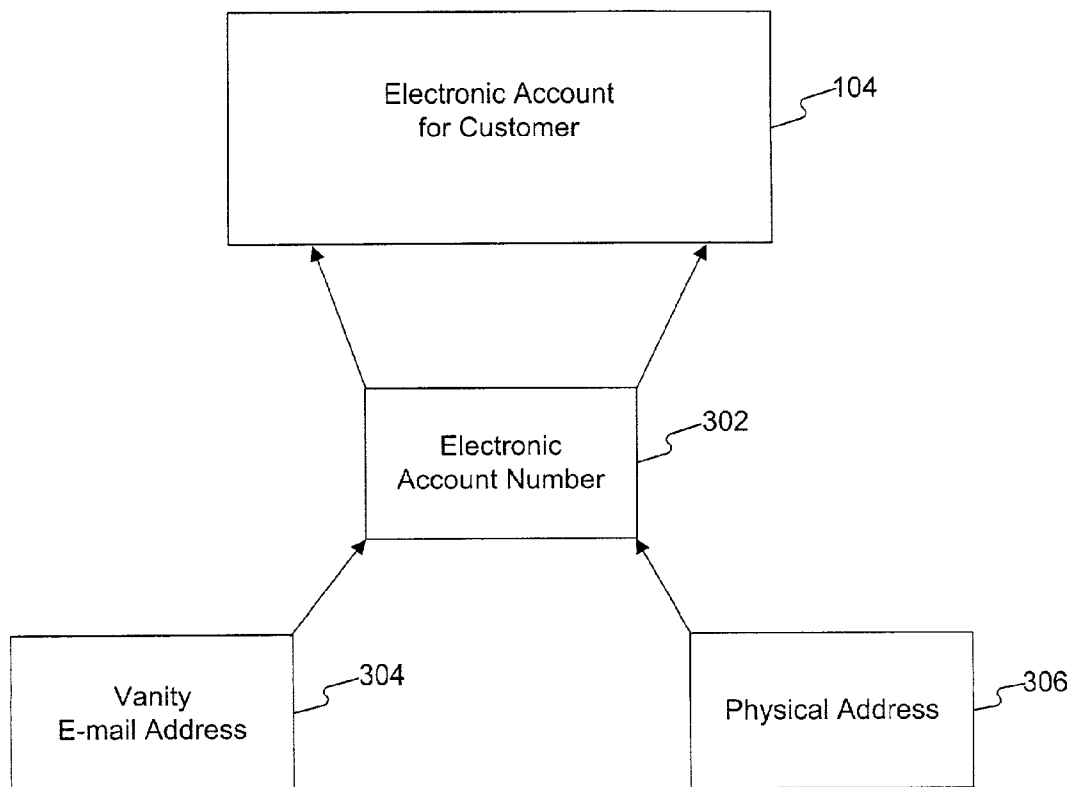 Electronic Account
for Customer
104
Electronic
Account Number
302
Vanity
E-mail Address
304
Physical Address
306